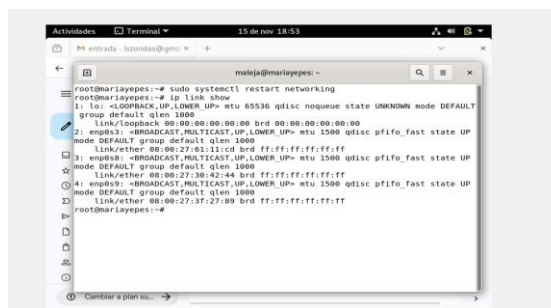 Actividades Terminal 15 de nov 18:53
entrada - lszondas@gmai
maleja@mariayepes: ~
root@mariayepes:~# sudo systemctl restart networking
root@mariayepes:~# ip link show
1: lo: <LOOPBACK,UP,LOWER_UP> mtu 65536 qdisc noqueue state UNKNOWN mode DEFAULT
group default qlen 1000
link/loopback 00:00:00:00:00:00 brd 00:00:00:00:00:00
2: enp0s3: <BROADCAST,MULTICAST,UP,LOWER_UP> mtu 1500 qdisc pfifo_fast state UP
mode DEFAULT group default qlen 1000
link/ether 08:00:27:61:11:cd brd ff:ff:ff:ff:ff:ff
3: enp0s8: <BROADCAST,MULTICAST,UP,LOWER_UP> mtu 1500 qdisc pfifo_fast state UP
mode DEFAULT group default qlen 1000
link/ether 08:00:27:30:42:44 brd ff:ff:ff:ff:ff:ff
4: enp0s9: <BROADCAST,MULTICAST,UP,LOWER_UP> mtu 1500 qdisc pfifo_fast state UP
mode DEFAULT group default qlen 1000
link/ether 08:00:27:3f:27:89 brd ff:ff:ff:ff:ff:ff
root@mariayepes:~#
Cambiar a plan su...